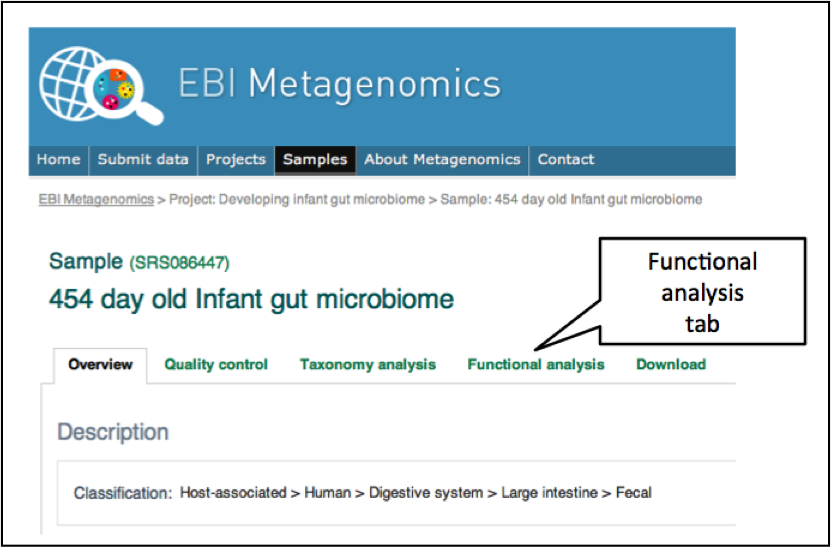 EBI Metagenomics
Home Submit data Projects Samples About Metagenomics Contact
EBI Metagenomics > Project: Developing infant gut microbiome > Sample: 454 day old Infant gut microbiome
Sample (SRS086447)
454 day old Infant gut microbiome
Functional
analysis
tab
Overview Quality control Taxonomy analysis Functional analysis Download
Description
Classification: Host-associated > Human > Digestive system > Large intestine > Fecal